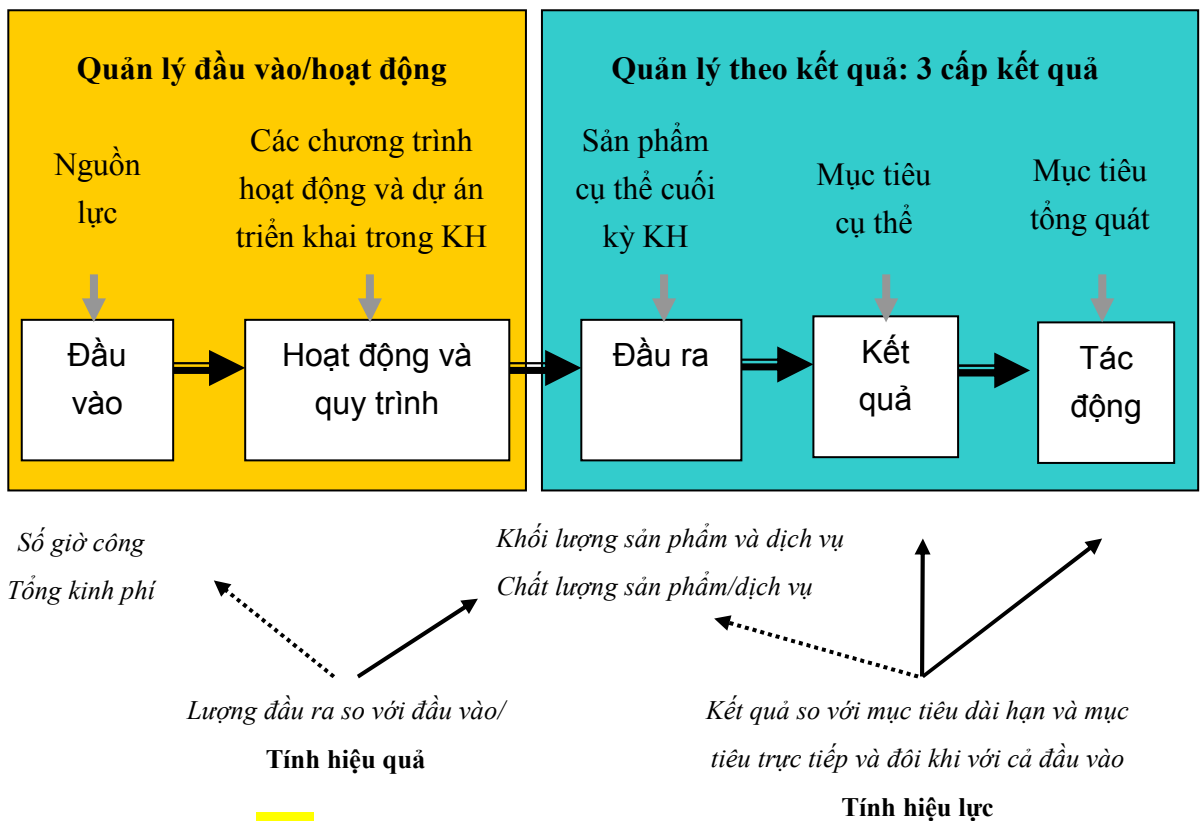 Quản lý đầu vào/hoạt động
Nguồn
lực
Các chương trình
hoạt động và dự án
triển khai trong KH
Đầu
vào
Hoạt động và
quy trình
Quản lý theo kết quả: 3 cấp kết quả
Sản phẩm
cụ thể cuối
kỳ KH
Mục tiêu
cụ thể
Mục tiêu
tổng quát
Đầu ra
Kết
quả
Tác
động
Số giờ công
Tổng kinh phí
Khối lượng sản phẩm và dịch vụ
Chất lượng sản phẩm/dịch vụ
Lượng đầu ra so với đầu vào/
Tính hiệu quả
Kết quả so với mục tiêu dài hạn và mục
tiêu trực tiếp và đôi khi với cả đầu vào
Tính hiệu lực